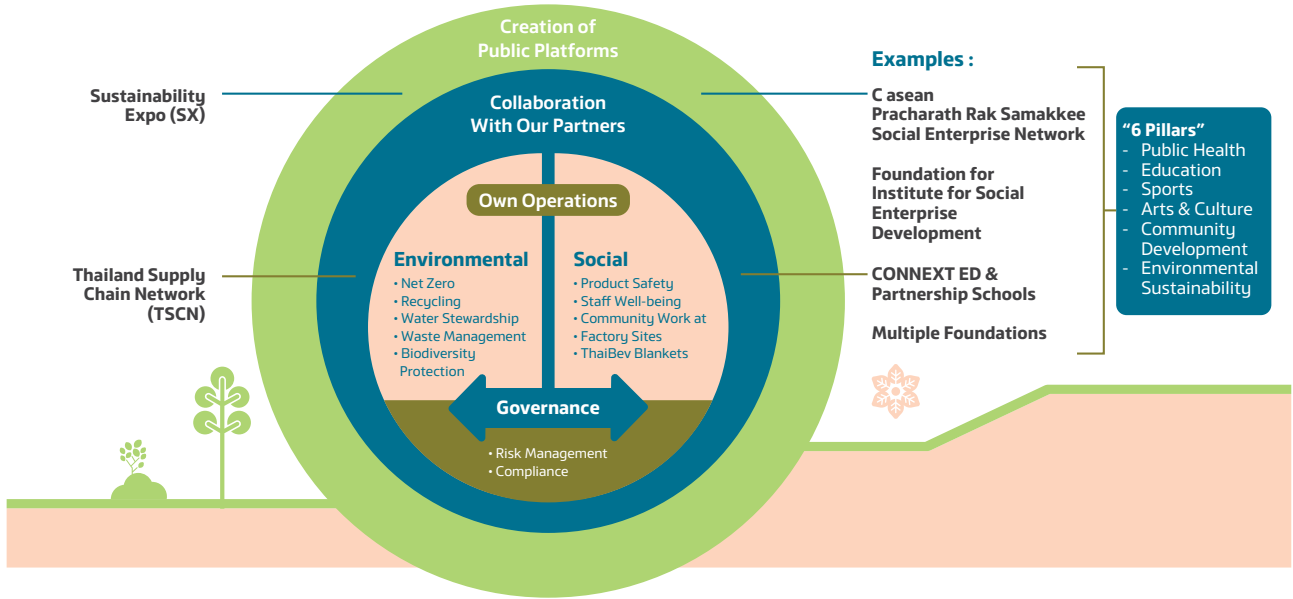 Creation of
Public Platforms
Sustainability
Expo (SX)
Thailand Supply
Chain Network
(TSCN)
Collaboration
With Our Partners
Own Operations
Environmental
• Net Zero
• Recycling
• Water Stewardship
• Waste Management
• Biodiversity
Protection
Social
• Product Safety
• Staff Well-being
• Community Work at
• Factory Sites
• ThaiBev Blankets
Governance
• Risk Management
• Compliance
Examples :
C asean
Pracharath Rak Samakkee
Social Enterprise Network
Foundation for
Institute for Social
Enterprise
Development
CONNEXT ED &
Partnership Schools
Multiple Foundations
“6 Pillars”
- Public Health
- Education
- Sports
- Arts & Culture
- Community
Development
- Environmental
Sustainability